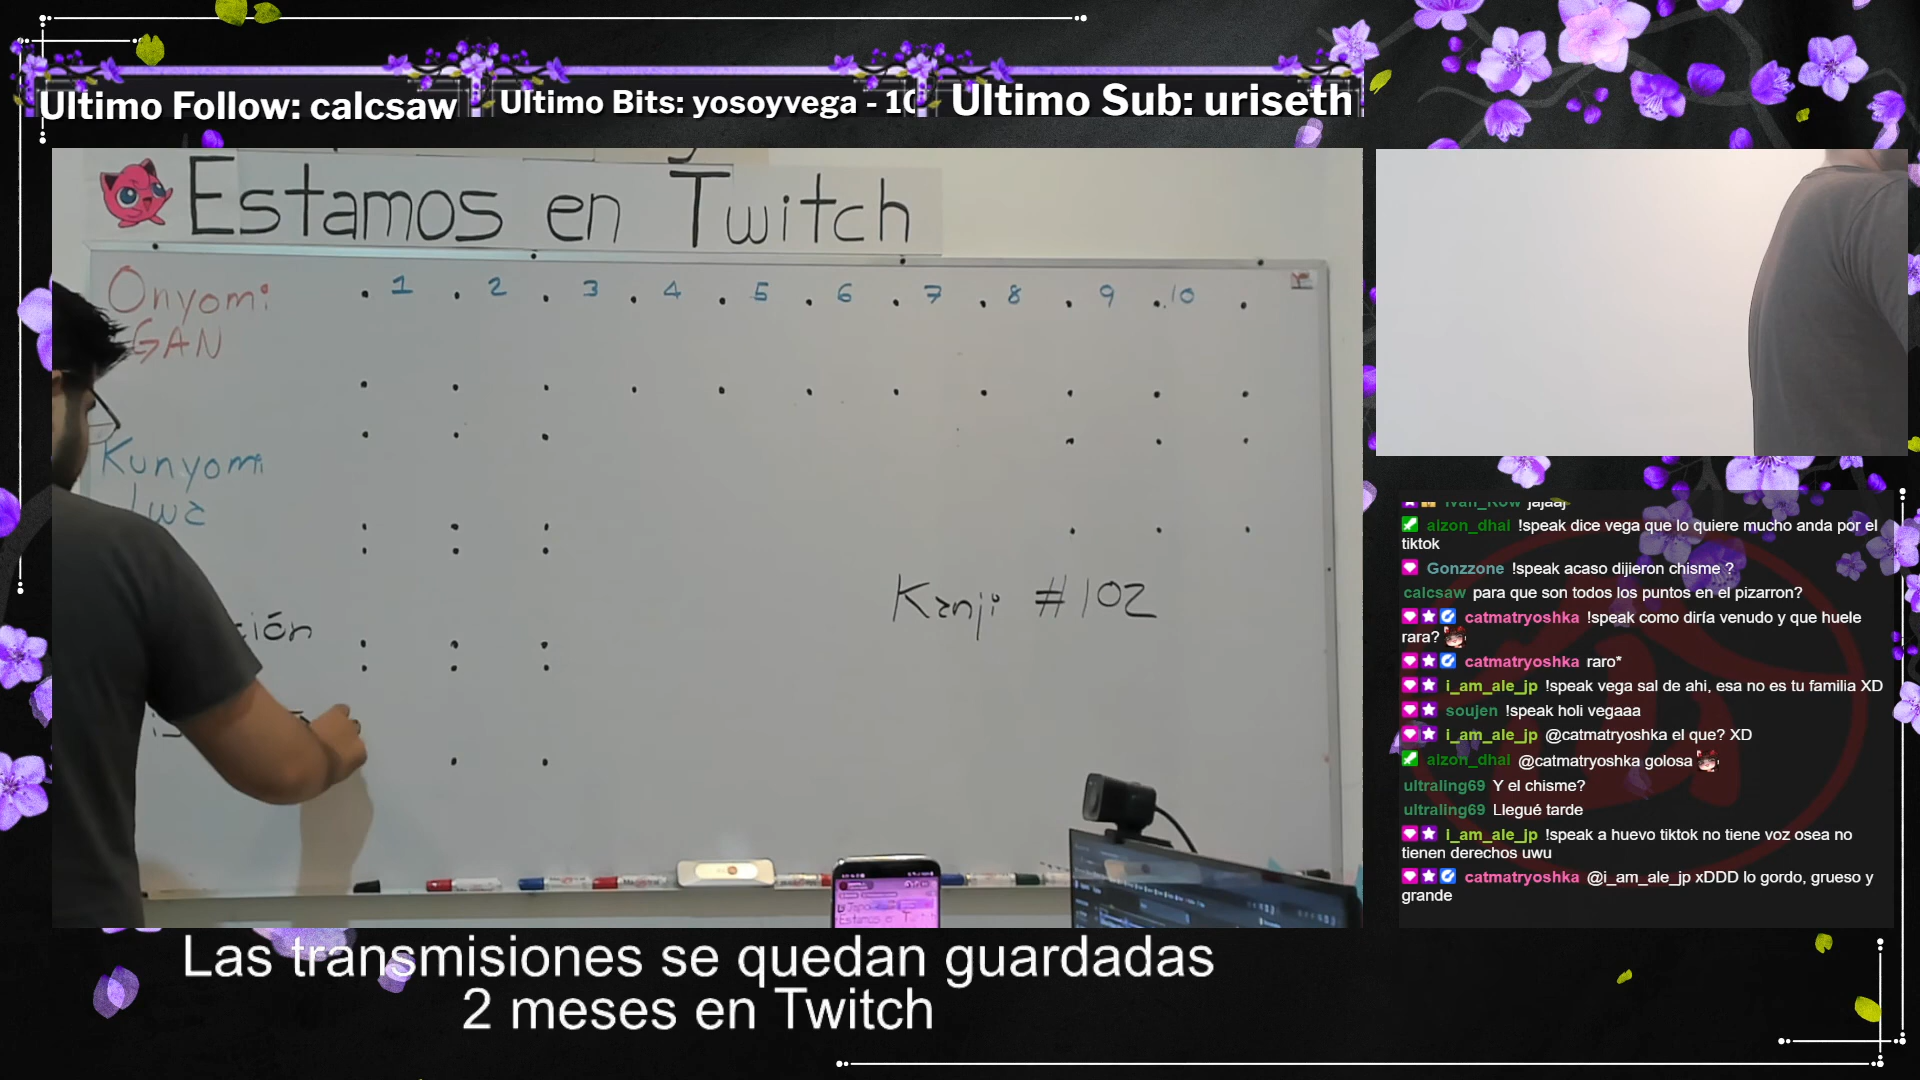 Ultimo Follow: calcsaw
Ultimo Bits: yosoyvega - 10
Ultimo Sub: uriseth
Estamos en Twitch
Onyomi
GAN
1 2 3 4 5 6 7 8 9 10
Kunyomi
Iwa
ción
Kanji #102
Ivan_Row jajaaj
aizon_dhal !speak dice vega que lo quiere mucho anda por el
tiktok
Gonzzone !speak acaso dijieron chisme ?
calcsaw para que son todos los puntos en el pizarron?
catmatryoshka !speak como diría venudo y que huele
rara?
catmatryoshka raro*
i_am_ale_jp !speak vega sal de ahi, esa no es tu familia XD
soujen !speak holi vegaaa
i_am_ale_jp @catmatryoshka el que? XD
aizon_dhal @catmatryoshka golosa
ultraling69 Y el chisme?
ultraling69 Llegué tarde
i_am_ale_jp !speak a huevo tiktok no tiene voz osea no
tienen derechos uwu
catmatryoshka @i_am_ale_jp xDDD lo gordo, grueso y
grande
Las transmisiones se quedan guardadas
2 meses en Twitch